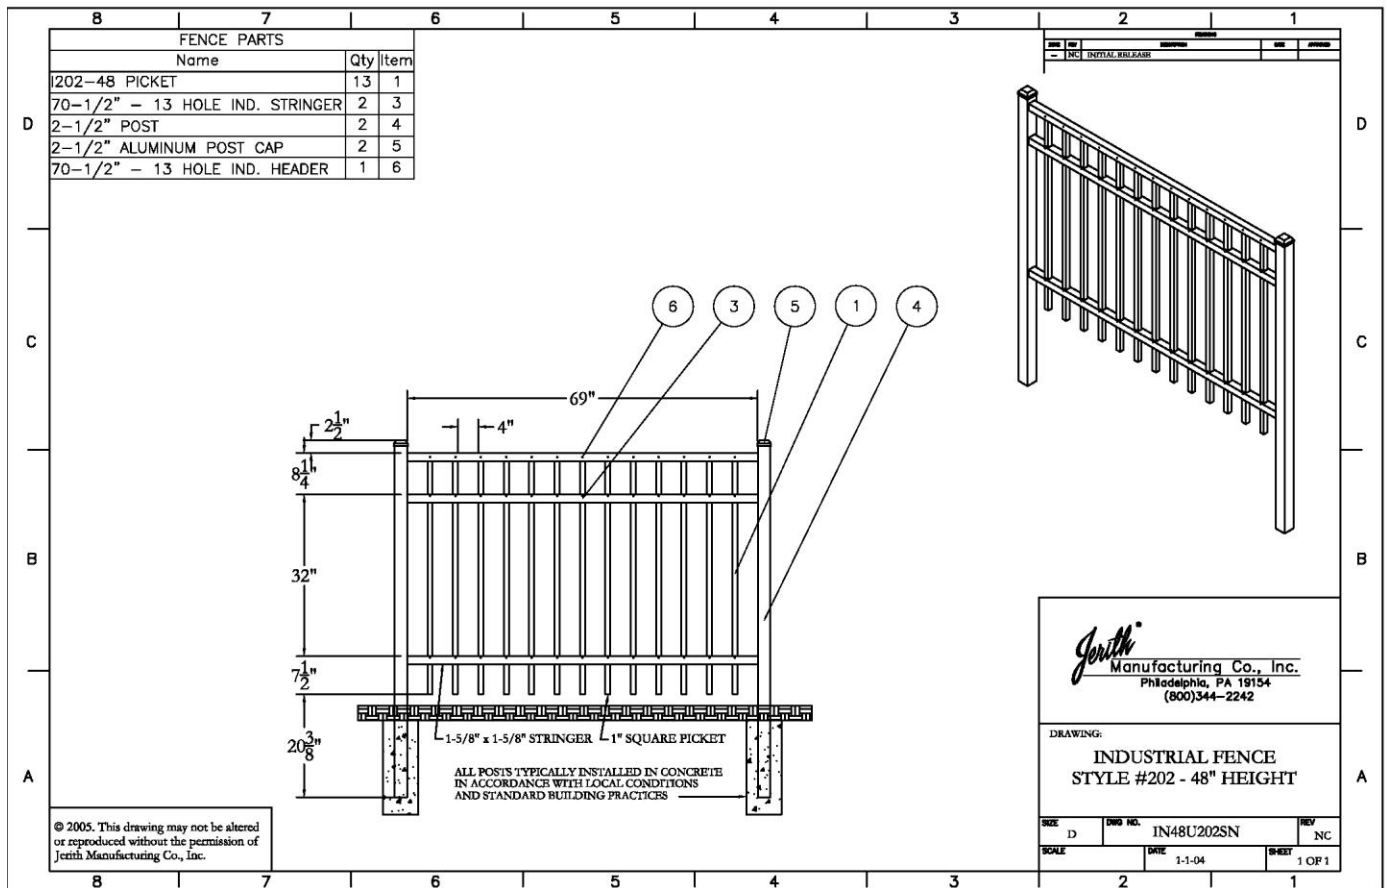 8 7 6 5 4 3 2 1
FENCE PARTS
Name Qty Item
I202-48 PICKET 13 1
70-1/2" - 13 HOLE IND. STRINGER 2 3
2-1/2" POST 2 4
2-1/2" ALUMINUM POST CAP 2 5
70-1/2" - 13 HOLE IND. HEADER 1 6
REVISIONS
ZONE REV DESCRIPTION DATE APPROVED
- NC INITIAL RELEASE
D D
C C
B B
A A
6 3 5 1 4
69"
2 1/2"
4"
8 1/4"
32"
7 1/2"
20 3/8"
1-5/8" x 1-5/8" STRINGER
1" SQUARE PICKET
ALL POSTS TYPICALLY INSTALLED IN CONCRETE
IN ACCORDANCE WITH LOCAL CONDITIONS
AND STANDARD BUILDING PRACTICES
Jerith®
Manufacturing Co., Inc.
Philadelphia, PA 19154
(800)344-2242
DRAWING:
INDUSTRIAL FENCE
STYLE #202 - 48" HEIGHT
SIZE D DWG NO. IN48U202SN REV NC
SCALE DATE 1-1-04 SHEET 1 OF 1
© 2005. This drawing may not be altered
or reproduced without the permission of
Jerith Manufacturing Co., Inc.
8 7 6 5 4 3 2 1